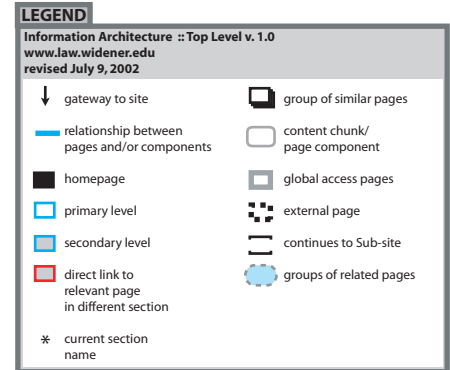 LEGEND
Information Architecture :: Top Level v. 1.0
www.law.widener.edu
revised July 9, 2002
gateway to site
relationship between
pages and/or components
homepage
primary level
secondary level
direct link to
relevant page
in different section
* current section
name
group of similar pages
content chunk/
page component
global access pages
external page
continues to Sub-site
groups of related pages